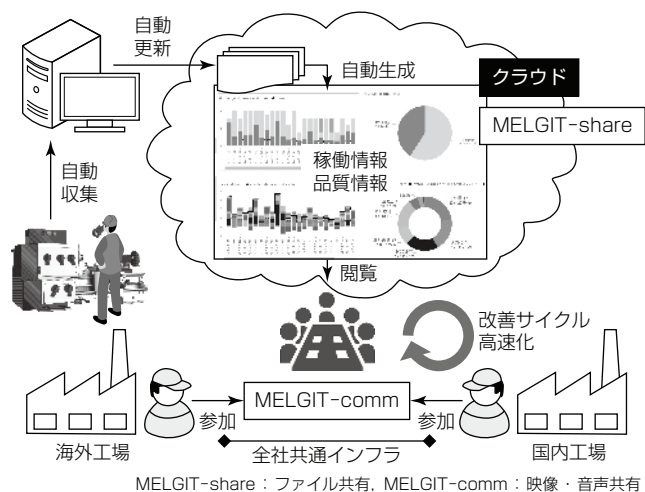 自動
更新
自動生成
クラウド
MELGIT-share
自動
収集
稼働情報
品質情報
閲覧
改善サイクル
高速化
MELGIT-comm
参加
参加
海外工場
全社共通インフラ
国内工場
MELGIT-share：ファイル共有，MELGIT-comm：映像・音声共有